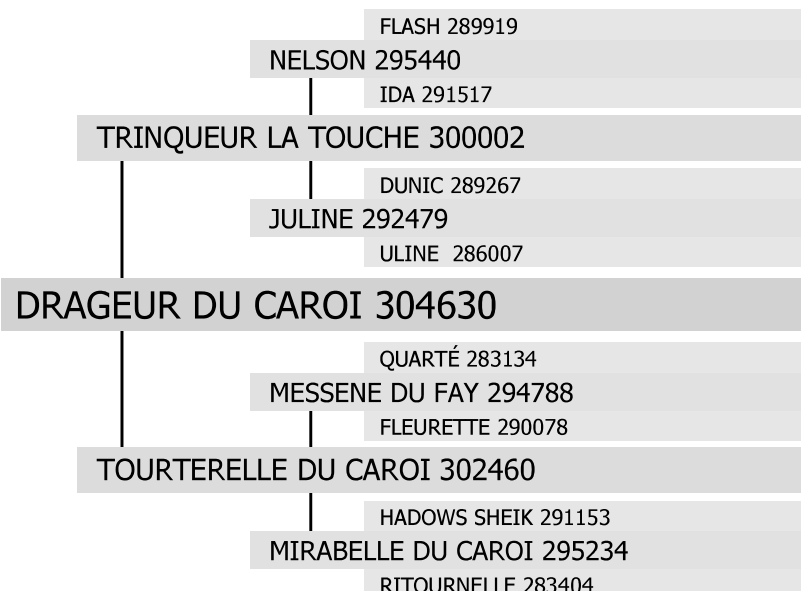 FLASH 289919
NELSON 295440
IDA 291517
TRINQUEUR LA TOUCHE 300002
DUNIC 289267
JULINE 292479
ULINE  286007
DRAGEUR DU CAROI 304630
QUARTÉ 283134
MESSENE DU FAY 294788
FLEURETTE 290078
TOURTERELLE DU CAROI 302460
HADOWS SHEIK 291153
MIRABELLE DU CAROI 295234
RITOURNELLE 283404